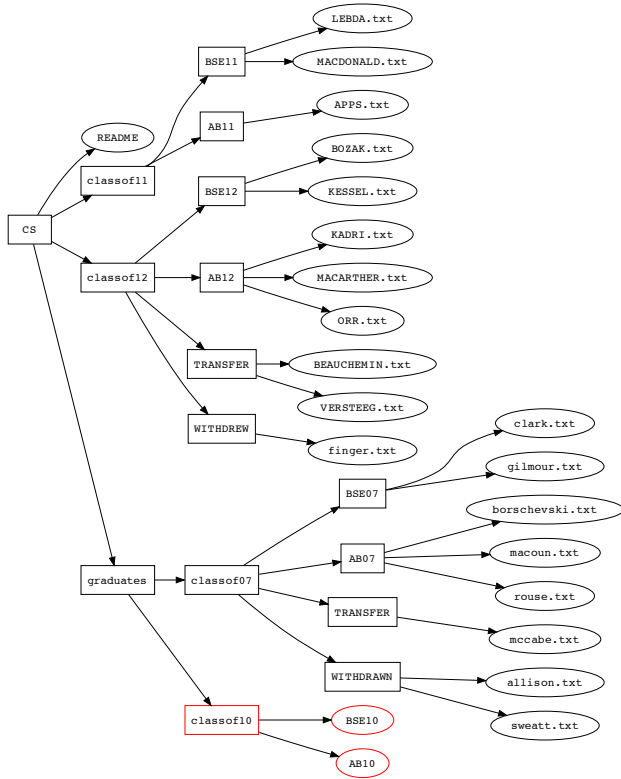 LEBDA.txt
BSE11
MACDONALD.txt
APPS.txt
AB11
README
BOZAK.txt
classof11
BSE12
KESSEL.txt
CS
KADRI.txt
classof12
AB12
MACARTHER.txt
ORR.txt
TRANSFER
BEAUCHEMIN.txt
VERSTEEG.txt
WITHDREW
clark.txt
finger.txt
gilmour.txt
BSE07
borschevski.txt
AB07
macoun.txt
graduates
classof07
rouse.txt
TRANSFER
mccabe.txt
WITHDRAWN
allison.txt
classof10
BSE10
sweatt.txt
AB10